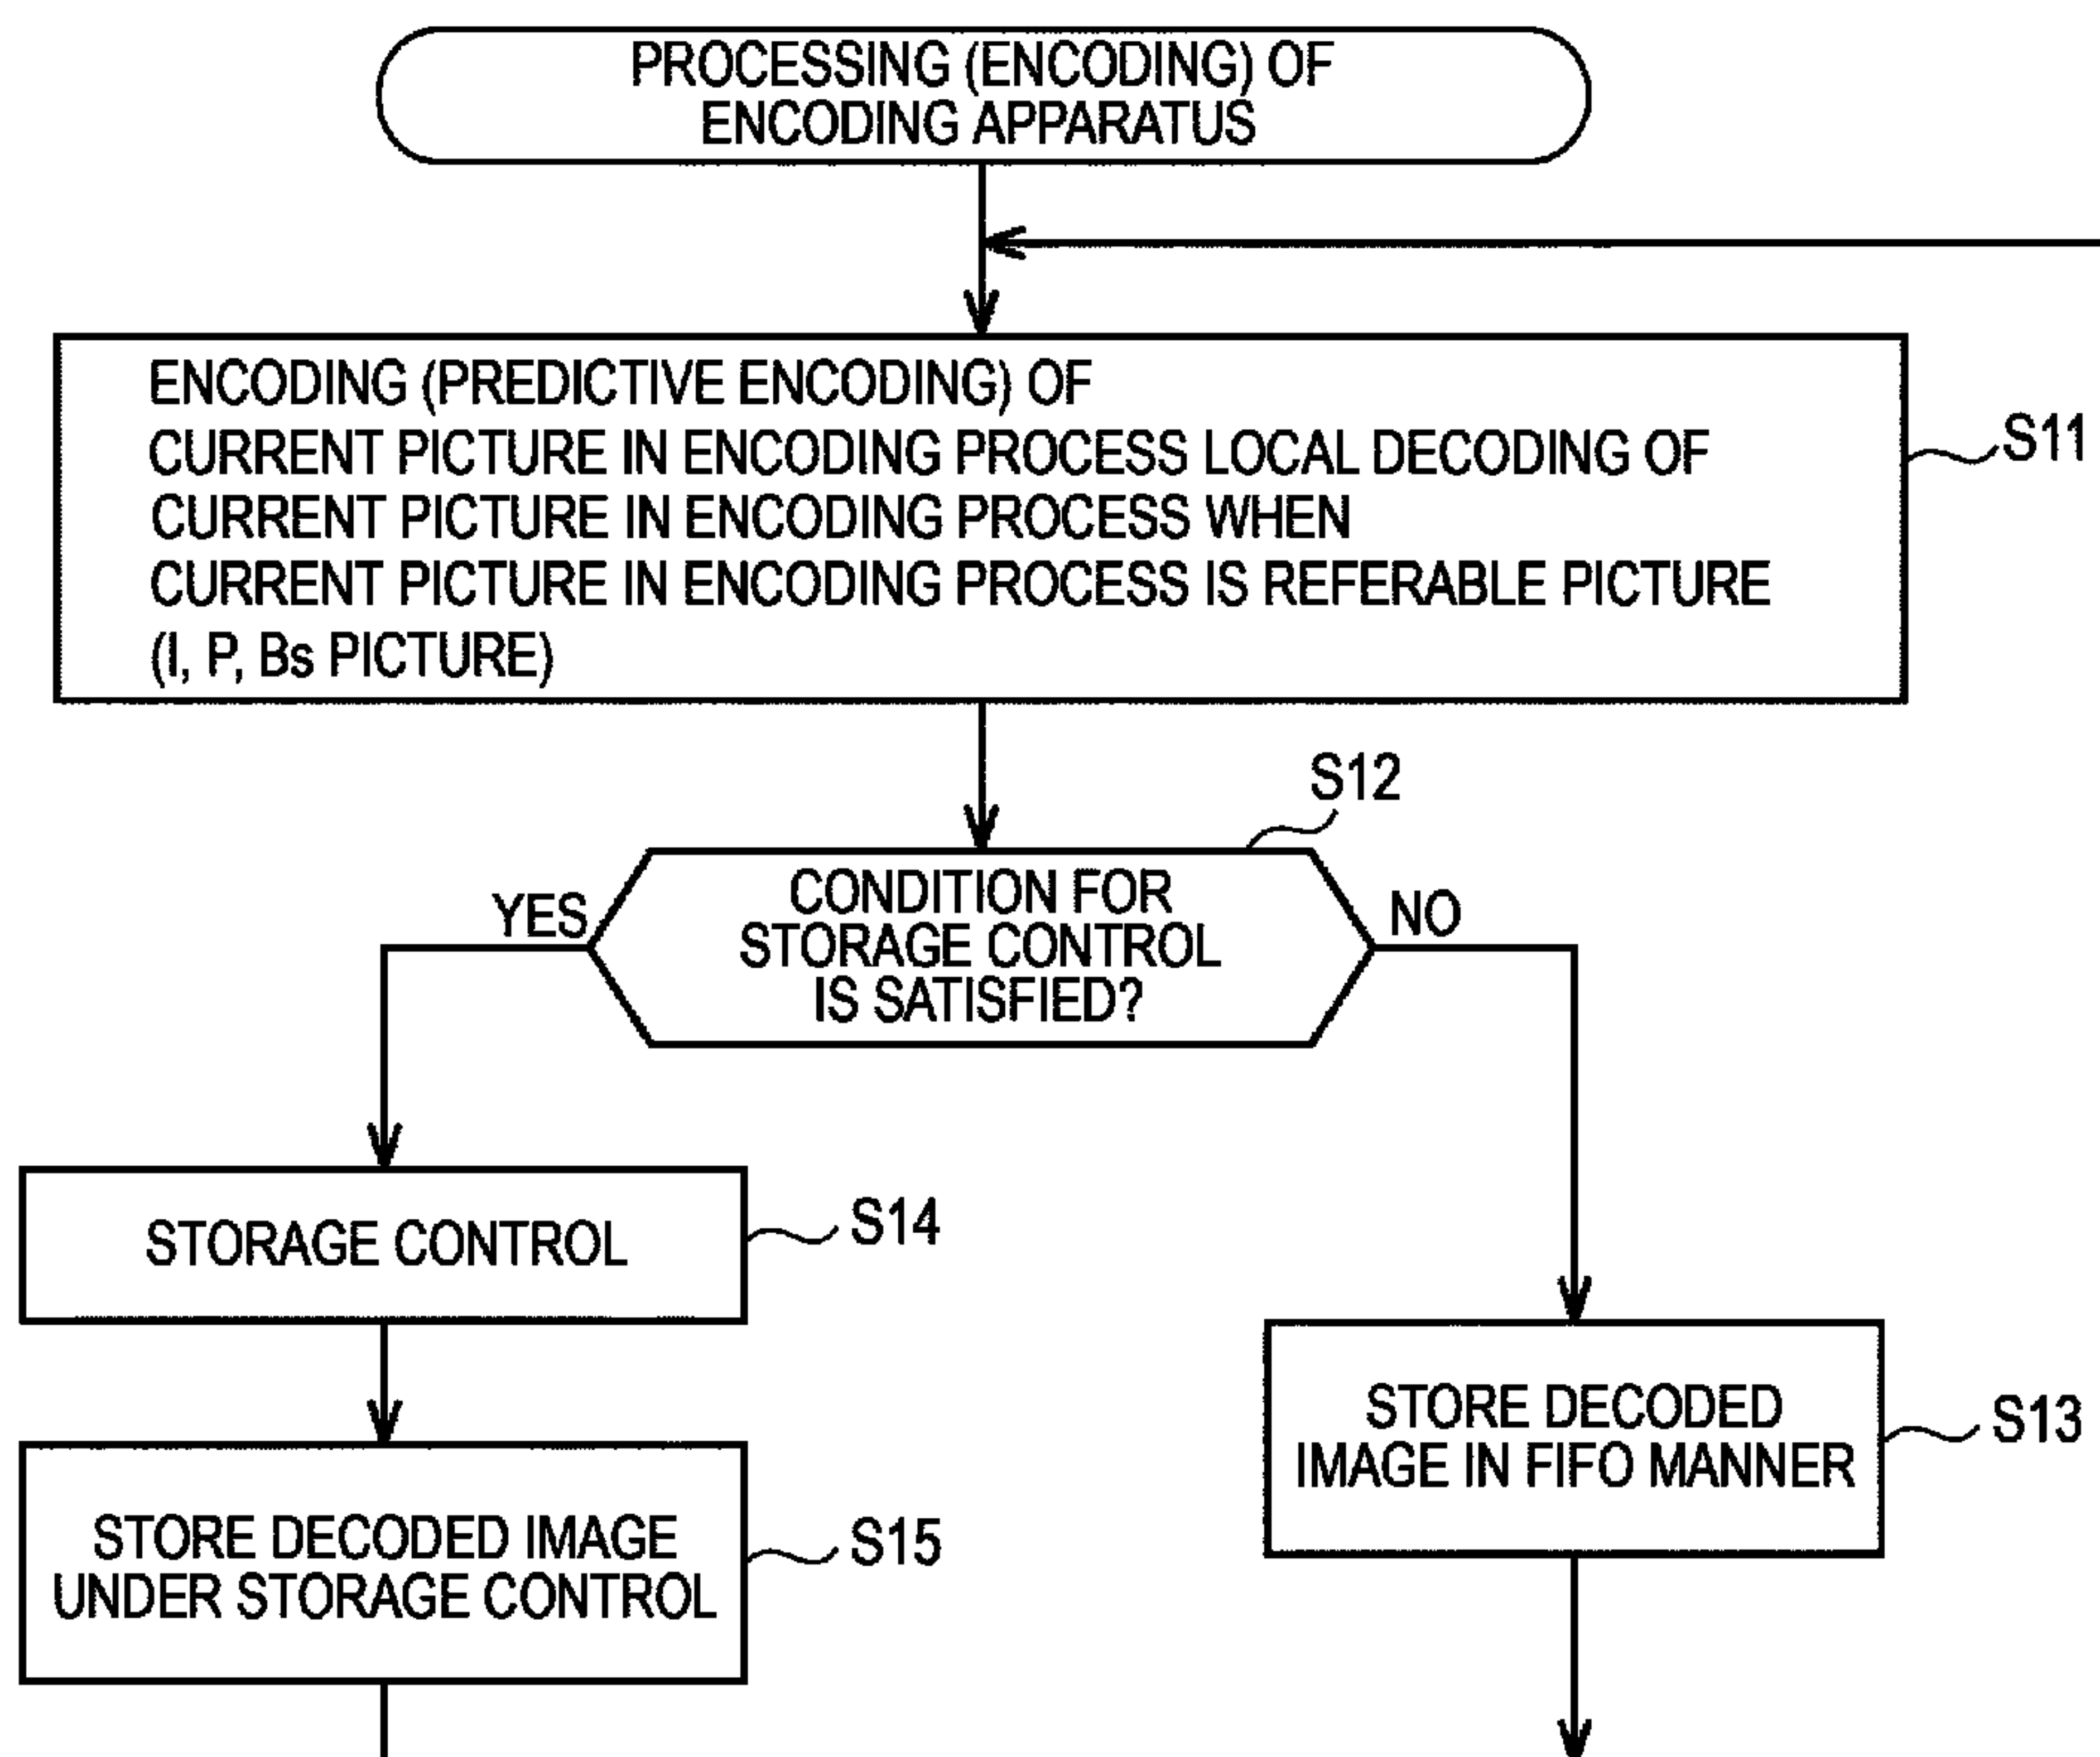 PROCESSING (ENCODING) OF
ENCODING APPARATUS
ENCODING (PREDICTIVE ENCODING) OF
CURRENT PICTURE IN ENCODING PROCESS LOCAL DECODING OF
CURRENT PICTURE IN ENCODING PROCESS WHEN
CURRENT PICTURE IN ENCODING PROCESS IS REFERABLE PICTURE
(I, P, Bs PICTURE)
S11
S12
CONDITION FOR
STORAGE CONTROL
IS SATISFIED?
YES
NO
STORAGE CONTROL
S14
STORE DECODED
IMAGE IN FIFO MANNER
S13
STORE DECODED IMAGE
UNDER STORAGE CONTROL
S15